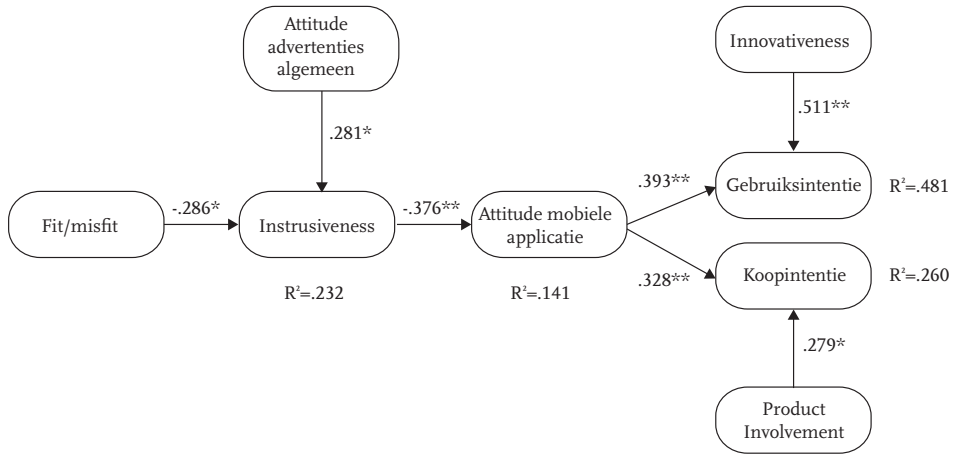 Attitude
advertenties
algemeen
Innovativeness
.281*
.511**
Fit/misfit
-.286*
Instrusiveness
-.376**
Attitude mobiele
applicatie
.393**
Gebruiksintentie
R²=.481
.328**
Koopintentie
R²=.260
R²=.232
R²=.141
.279*
Product
Involvement